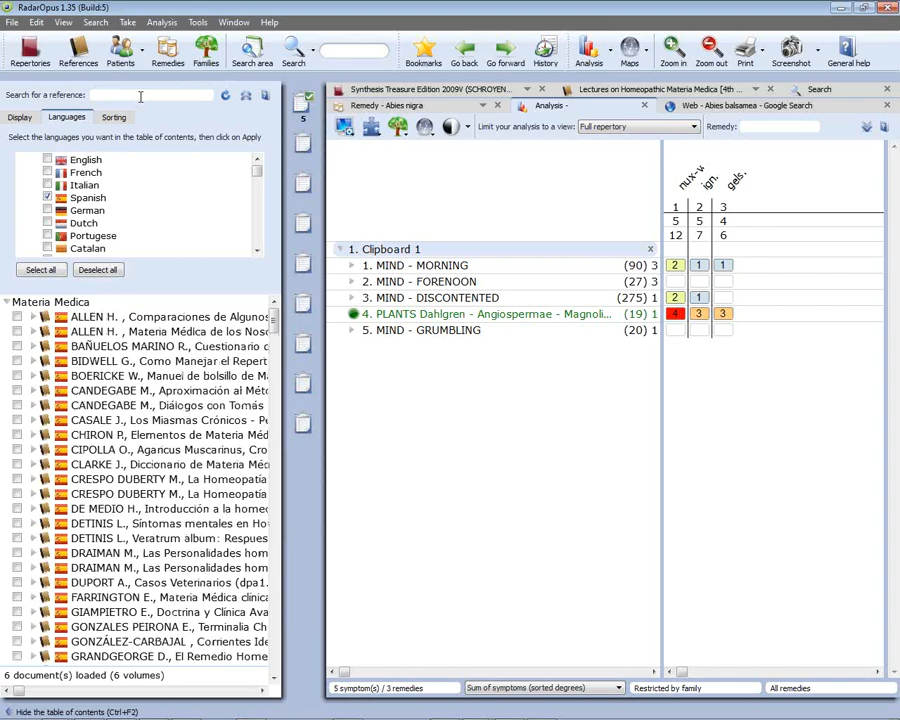 RadarOpus 1.35 (Build:5)
File Edit View Search Take Analysis Tools Window Help
Repertories References Patients Remedies Families Search area Search Bookmarks Go back Go forward History Analysis Maps Zoom in Zoom out Print Screenshot General help
Search for a reference:
Display Languages Sorting
Select the languages you want in the table of contents, then click on Apply
English
French
Italian
Spanish
German
Dutch
Portugese
Catalan
Select all Deselect all
Materia Medica
ALLEN H. , Comparaciones de Algunos
ALLEN H. , Materia Médica de los Nos
BAÑUELOS MARINO R., Cuestionario d
BIDWELL G., Como Manejar el Repert
BOERICKE W., Manuel de bolsillo de M
CANDEGABE M., Aproximación al Méto
CANDEGABE M., Diálogos con Tomás
CASALE J., Los Miasmas Crónicos - Pe
CHIRON P., Elementos de Materia Méd
CIPOLLA O., Agaricus Muscarinus, Cro
CLARKE J., Diccionario de Materia Méd
CRESPO DUBERTY M., La Homeopatía
CRESPO DUBERTY M., La Homeopatia
DE MEDIO H., Introducción a la homeo
DETINIS L., Síntomas mentales en Ho
DETINIS L., Veratrum album: Respues
DRAIMAN M., Las Personalidades hom
DRAIMAN M., Las Personalidades hom
DUPORT A., Casos Veterinarios (dpa1.
FARRINGTON E., Materia Médica clínica
GIAMPIETRO E., Doctrina y Clínica Ava
GONZALEZ PEIRONA E., Terminalia Ch
GONZÁLEZ-CARBAJAL , Corrientes Ide
GRANDGEORGE D., El Remedio Home
6 document(s) loaded (6 volumes)
Hide the table of contents (Ctrl+F2)
5
Synthesis Treasure Edition 2009V (SCHROYEN... Lectures on Homeopathic Materia Medica [4th ... Search
Remedy - Abies nigra Analysis - Web - Abies balsamea - Google Search
Limit your analysis to a view: Full repertory Remedy:
nux-v ign. gels.
1 2 3
5 5 4
12 7 6
1. Clipboard 1 x
1. MIND - MORNING (90) 3 2 1 1
2. MIND - FORENOON (27) 3
3. MIND - DISCONTENTED (275) 1 2 1
4. PLANTS Dahlgren - Angiospermae - Magnoli... (19) 1 4 3 3
5. MIND - GRUMBLING (20) 1
5 symptom(s) / 3 remedies Sum of symptoms (sorted degrees) Restricted by family All remedies